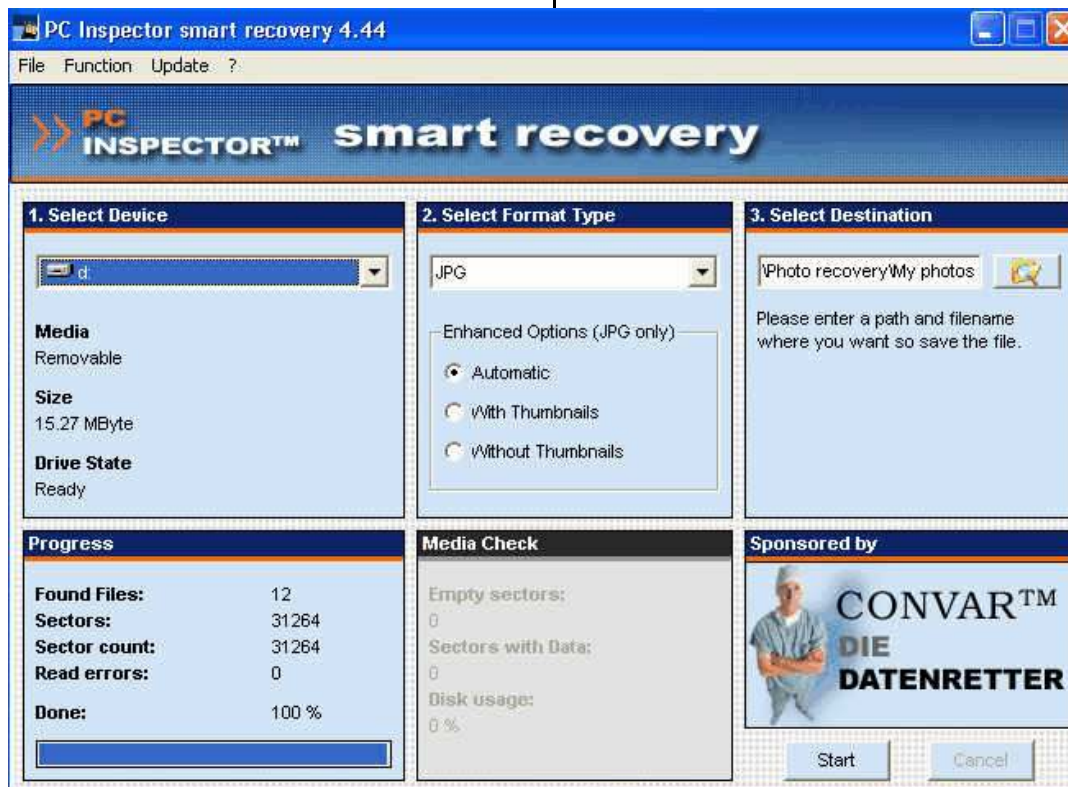 PC Inspector smart recovery 4.44
File Function Update ?
PC
INSPECTOR™ smart recovery
1. Select Device
d:
Media
Removable
Size
15.27 MByte
Drive State
Ready
2. Select Format Type
JPG
Enhanced Options (JPG only)
Automatic
With Thumbnails
Without Thumbnails
3. Select Destination
\Photo recovery\My photos
Please enter a path and filename
where you want so save the file.
Progress
Found Files: 12
Sectors: 31264
Sector count: 31264
Read errors: 0
Done: 100 %
Media Check
Empty sectors:
0
Sectors with Data:
0
Disk usage:
0 %
Sponsored by
CONVAR™
DIE
DATENRETTER
Start Cancel